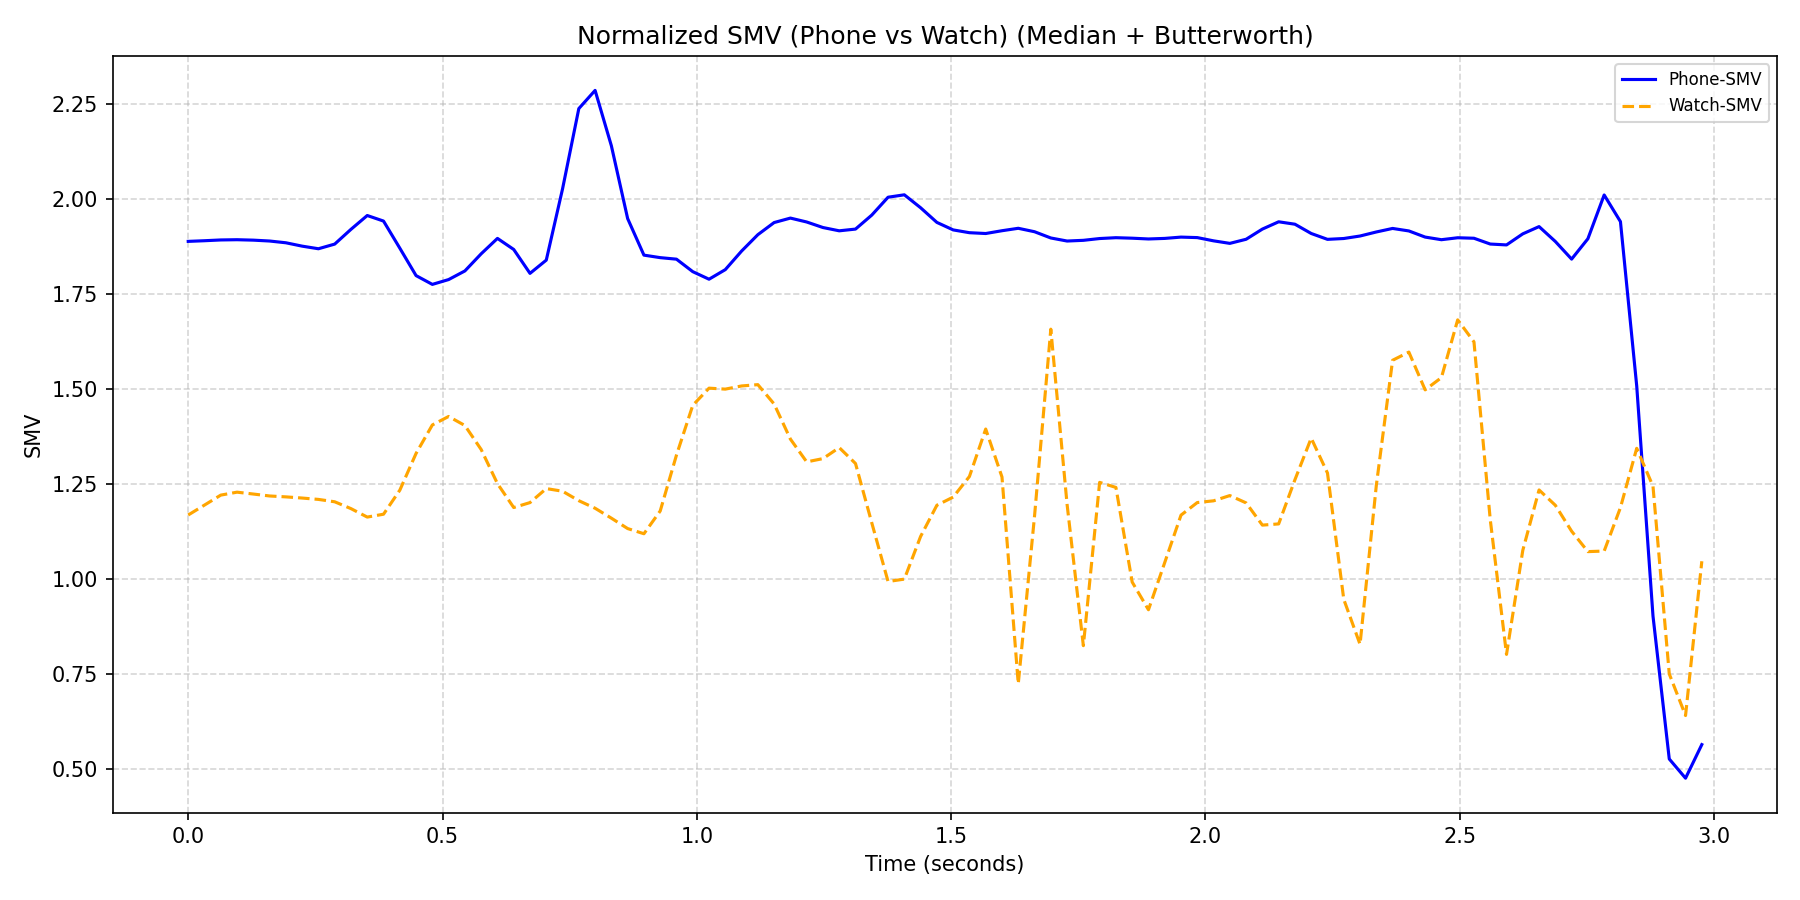 Normalized SMV (Phone vs Watch) (Median + Butterworth)
Phone-SMV
Watch-SMV
2.25
2.00
1.75
1.50
1.25
1.00
0.75
0.50
SMV
0.0 0.5 1.0 1.5 2.0 2.5 3.0
Time (seconds)